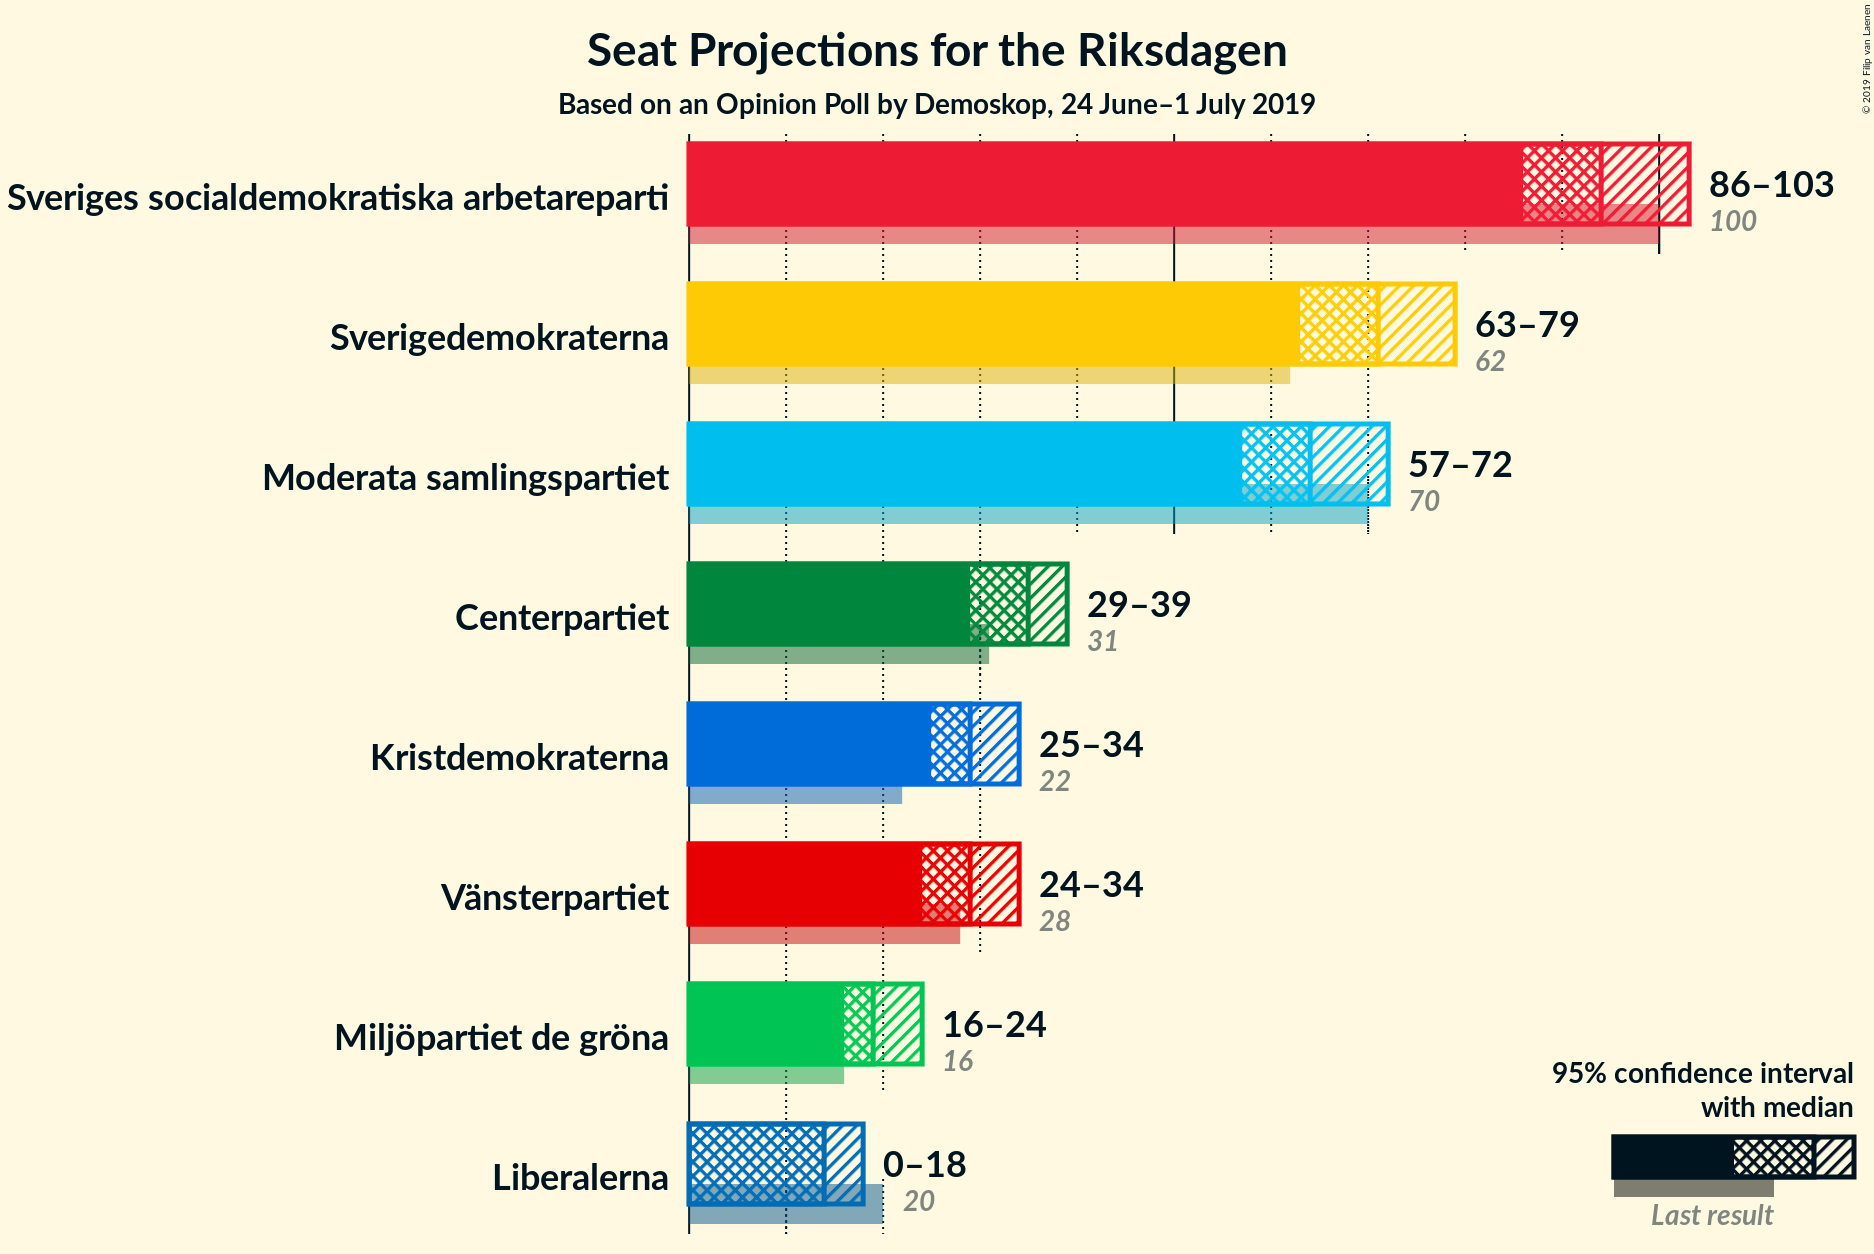 Seat Projections for the Riksdagen
Based on an Opinion Poll by Demoskop, 24 June–1 July 2019
© 2019 Filip van Laenen
Sveriges socialdemokratiska arbetareparti
86–103
100
Sverigedemokraterna
63–79
62
Moderata samlingspartiet
57–72
70
Centerpartiet
29–39
31
Kristdemokraterna
25–34
22
Vänsterpartiet
24–34
28
Miljöpartiet de gröna
16–24
16
Liberalerna
0–18
20
95% confidence interval
with median
Last result